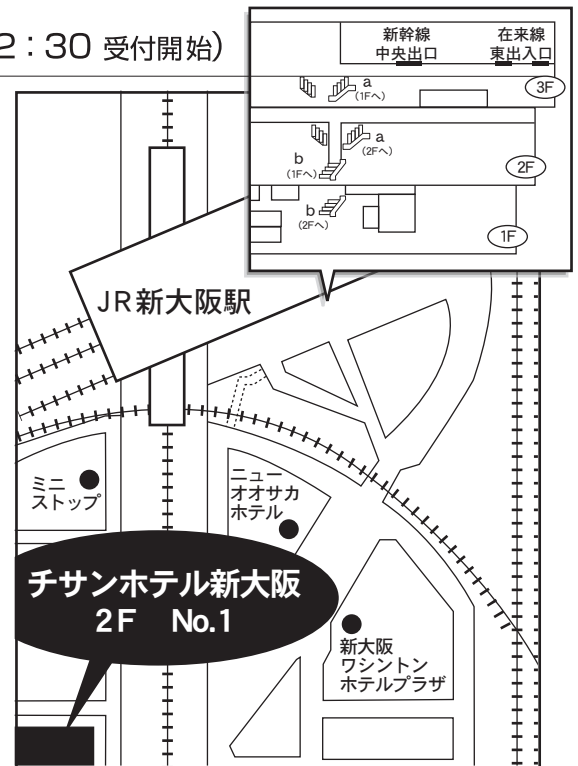 2：30 受付開始）
新幹線
中央出口
在来線
東出入口
a
（1Fへ）
3F
a
（2Fへ）
b
（1Fへ）
2F
b
（2Fへ）
1F
JR新大阪駅
ミニ
ストップ
ニュー
オオサカ
ホテル
チサンホテル新大阪
2F　No.1
新大阪
ワシントン
ホテルプラザ